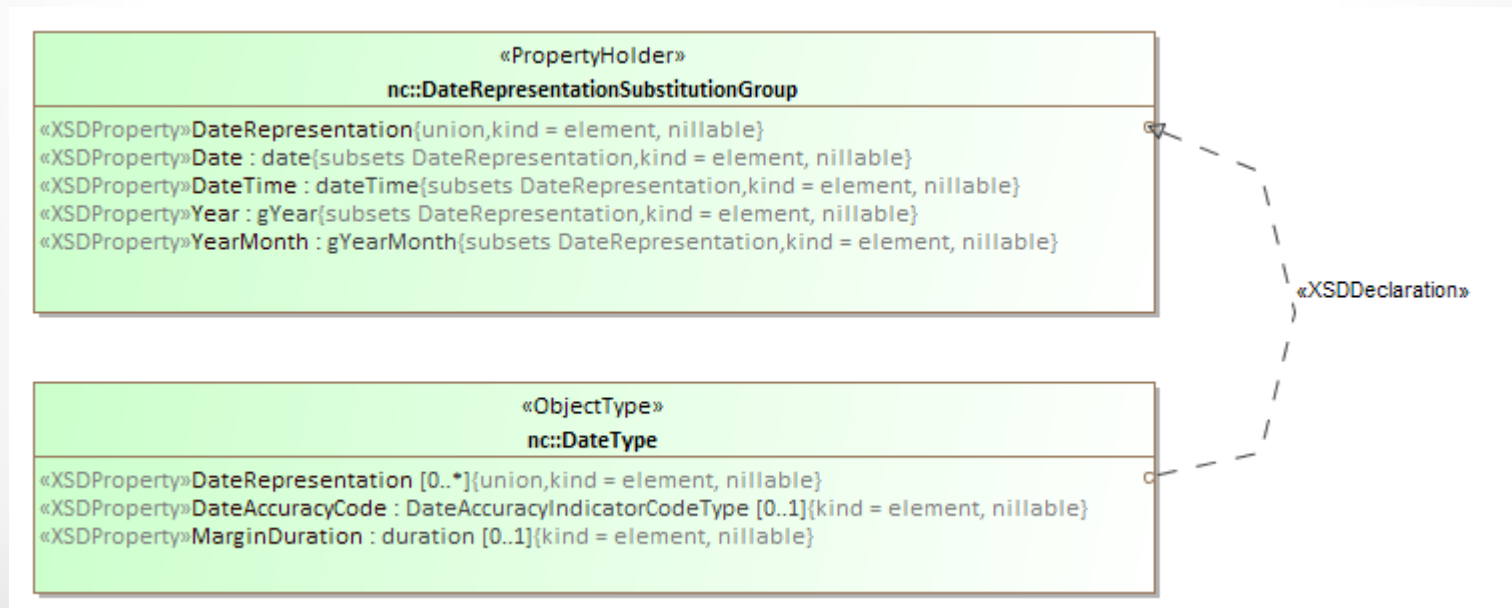 «PropertyHolder»
nc::DateRepresentationSubstitutionGroup
«XSDProperty»DateRepresentation{union,kind = element, nillable}
«XSDProperty»Date : date{subsets DateRepresentation,kind = element, nillable}
«XSDProperty»DateTime : dateTime{subsets DateRepresentation,kind = element, nillable}
«XSDProperty»Year : gYear{subsets DateRepresentation,kind = element, nillable}
«XSDProperty»YearMonth : gYearMonth{subsets DateRepresentation,kind = element, nillable}
«XSDDeclaration»
«ObjectType»
nc::DateType
«XSDProperty»DateRepresentation [0..*]{union,kind = element, nillable}
«XSDProperty»DateAccuracyCode : DateAccuracyIndicatorCodeType [0..1]{kind = element, nillable}
«XSDProperty»MarginDuration : duration [0..1]{kind = element, nillable}